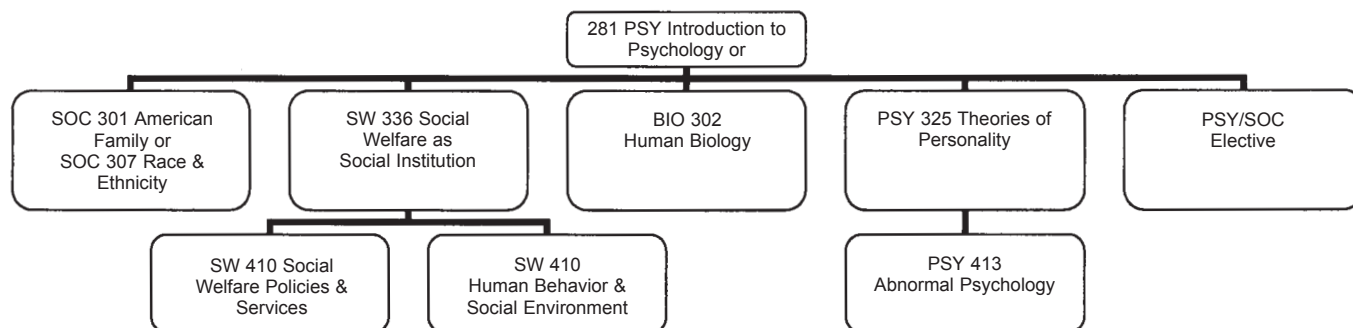 281 PSY Introduction to
Psychology or
SOC 301 American
Family or
SOC 307 Race &
Ethnicity
SW 336 Social
Welfare as
Social Institution
BIO 302
Human Biology
PSY 325 Theories of
Personality
PSY/SOC
Elective
SW 410 Social
Welfare Policies &
Services
SW 410
Human Behavior &
Social Environment
PSY 413
Abnormal Psychology